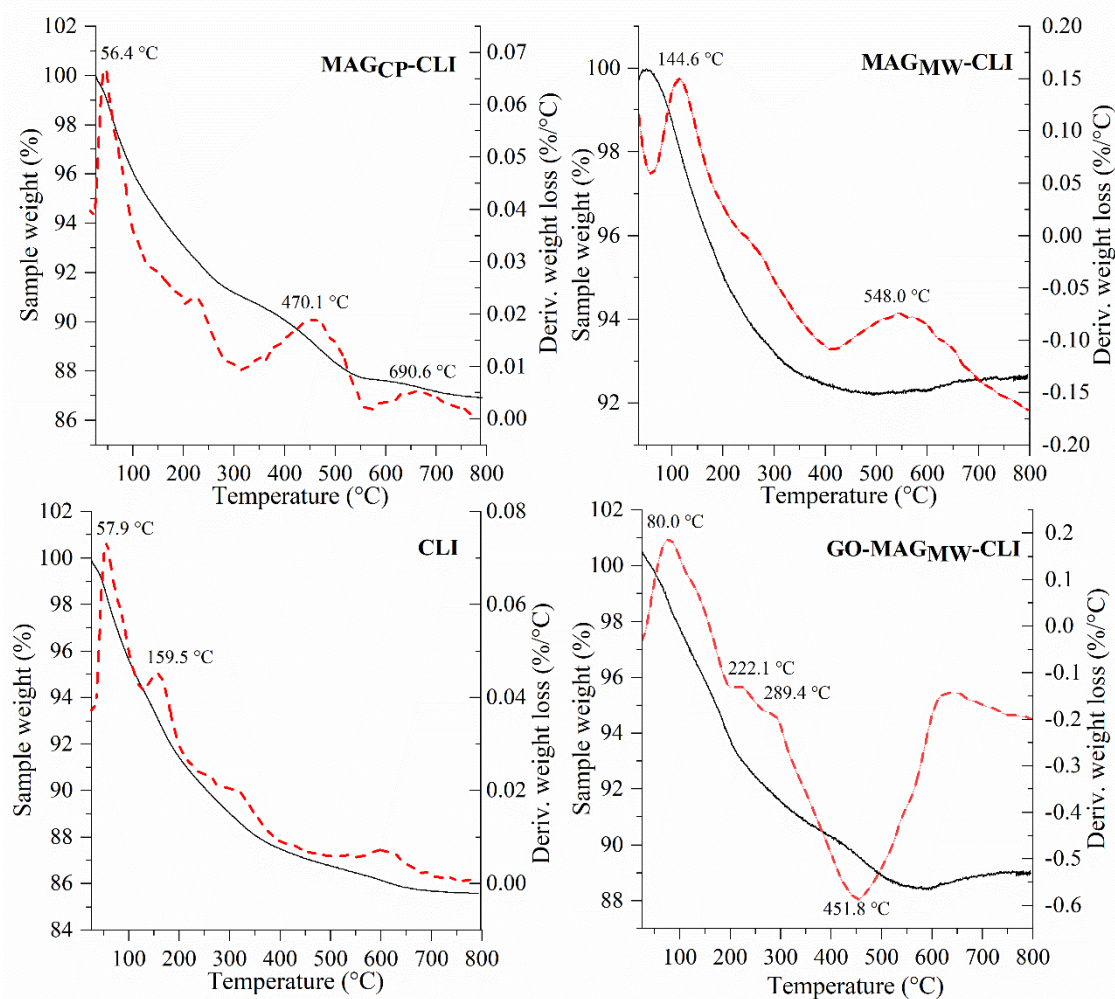 MAG_CP-CLI
56.4 °C
470.1 °C
690.6 °C
102
100
98
96
94
92
90
88
86
Sample weight (%)
0.07
0.06
0.05
0.04
0.03
0.02
0.01
0.00
Deriv. weight loss (%/°C)
100 200 300 400 500 600 700 800
Temperature (°C)
MAG_MW-CLI
144.6 °C
548.0 °C
100
98
96
94
92
Sample weight (%)
0.20
0.15
0.10
0.05
0.00
-0.05
-0.10
-0.15
-0.20
Deriv. weight loss (%/°C)
100 200 300 400 500 600 700 800
Temperature (°C)
CLI
57.9 °C
159.5 °C
102
100
98
96
94
92
90
88
86
84
Sample weight (%)
0.08
0.06
0.04
0.02
0.00
Deriv. weight loss (%/°C)
100 200 300 400 500 600 700 800
Temperature (°C)
GO-MAG_MW-CLI
80.0 °C
222.1 °C
289.4 °C
451.8 °C
102
100
98
96
94
92
90
88
Sample weight (%)
0.2
0.1
0.0
-0.1
-0.2
-0.3
-0.4
-0.5
-0.6
Deriv. weight loss (%/°C)
100 200 300 400 500 600 700 800
Temperature (°C)